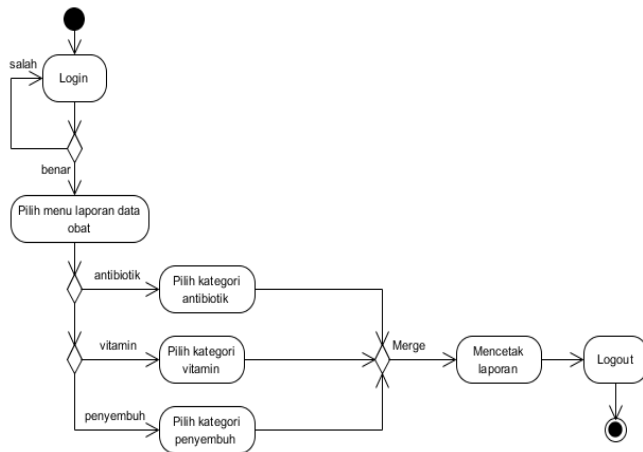 salah
Login
benar
Pilih menu laporan data
obat
antibiotik
Pilih kategori
antibiotik
vitamin
Pilih kategori
vitamin
Merge
Mencetak
laporan
Logout
penyembuh
Pilih kategori
penyembuh